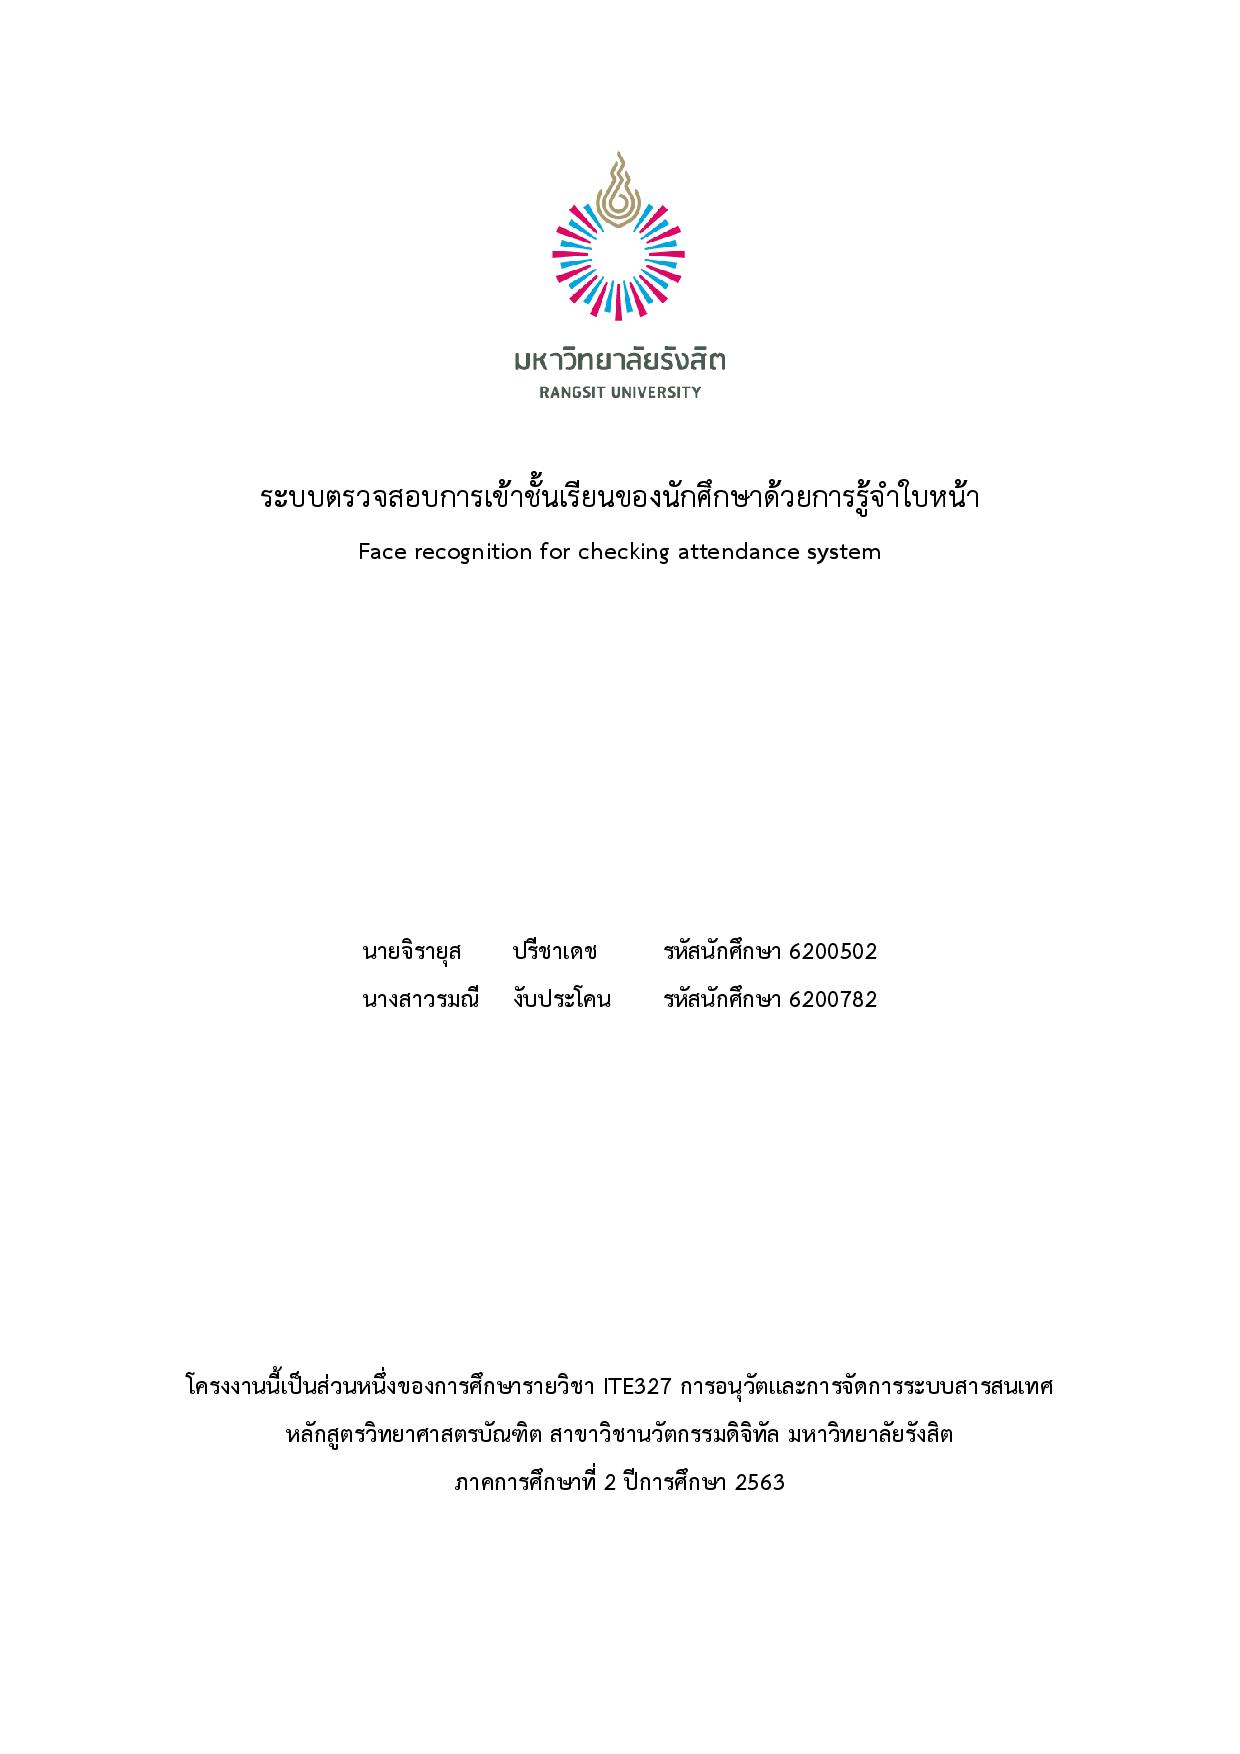 มหาวิทยาลัยรังสิต
RANGSIT UNIVERSITY
ระบบตรวจสอบการเข้าชั้นเรียนของนักศึกษาด้วยการรู้จำใบหน้า
Face recognition for checking attendance system
นายจิรายุส ปรีชาเดช รหัสนักศึกษา 6200502
นางสาวรมณี งับประโคน รหัสนักศึกษา 6200782
โครงงานนี้เป็นส่วนหนึ่งของการศึกษารายวิชา ITE327 การอนุวัตและการจัดการระบบสารสนเทศ
หลักสูตรวิทยาศาสตรบัณฑิต สาขาวิชานวัตกรรมดิจิทัล มหาวิทยาลัยรังสิต
ภาคการศึกษาที่ 2 ปีการศึกษา 2563